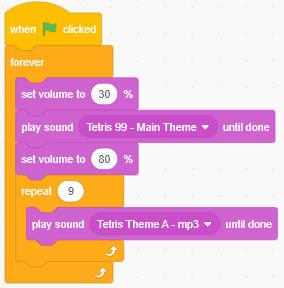 when clicked
forever
set volume to 30 %
play sound Tetris 99 - Main Theme until done
set volume to 80 %
repeat 9
play sound Tetris Theme A - mp3 until done